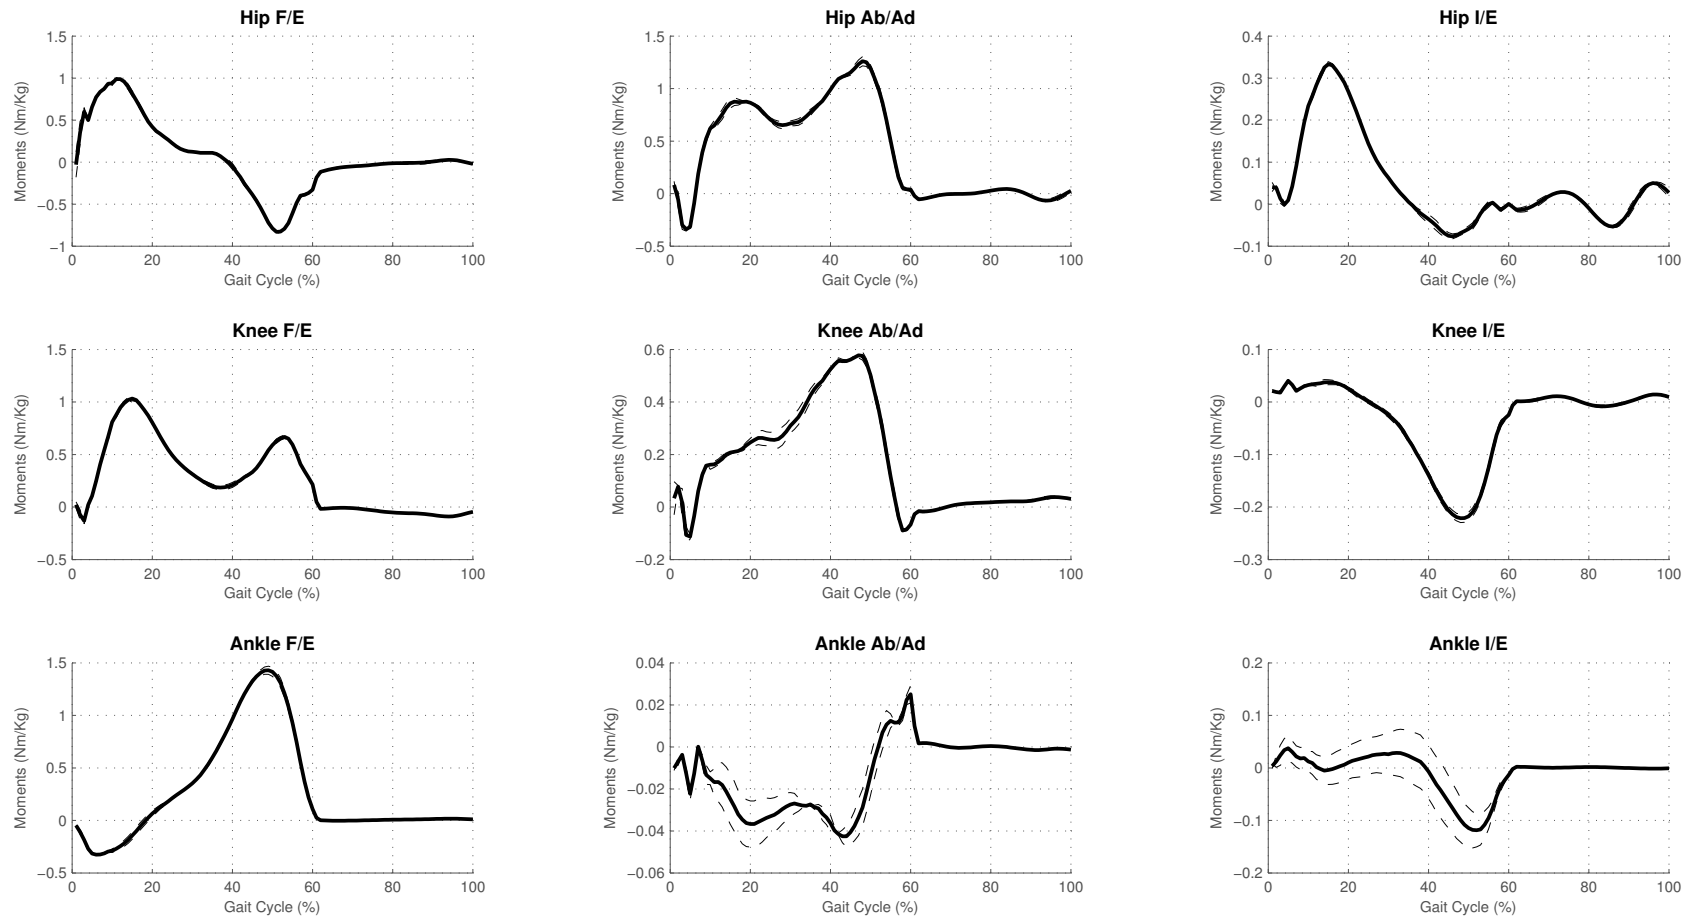 Hip F/E
1.5
1
0.5
0
−0.5
−1
Moments (Nm/Kg)
0 20 40 60 80 100
Gait Cycle (%)
Hip Ab/Ad
1.5
1
0.5
0
−0.5
Moments (Nm/Kg)
0 20 40 60 80 100
Gait Cycle (%)
Hip I/E
0.4
0.3
0.2
0.1
0
−0.1
Moments (Nm/Kg)
0 20 40 60 80 100
Gait Cycle (%)
Knee F/E
1.5
1
0.5
0
−0.5
Moments (Nm/Kg)
0 20 40 60 80 100
Gait Cycle (%)
Knee Ab/Ad
0.6
0.4
0.2
0
−0.2
Moments (Nm/Kg)
0 20 40 60 80 100
Gait Cycle (%)
Knee I/E
0.1
0
−0.1
−0.2
−0.3
Moments (Nm/Kg)
0 20 40 60 80 100
Gait Cycle (%)
Ankle F/E
1.5
1
0.5
0
−0.5
Moments (Nm/Kg)
0 20 40 60 80 100
Gait Cycle (%)
Ankle Ab/Ad
0.04
0.02
0
−0.02
−0.04
−0.06
Moments (Nm/Kg)
0 20 40 60 80 100
Gait Cycle (%)
Ankle I/E
0.2
0.1
0
−0.1
−0.2
Moments (Nm/Kg)
0 20 40 60 80 100
Gait Cycle (%)